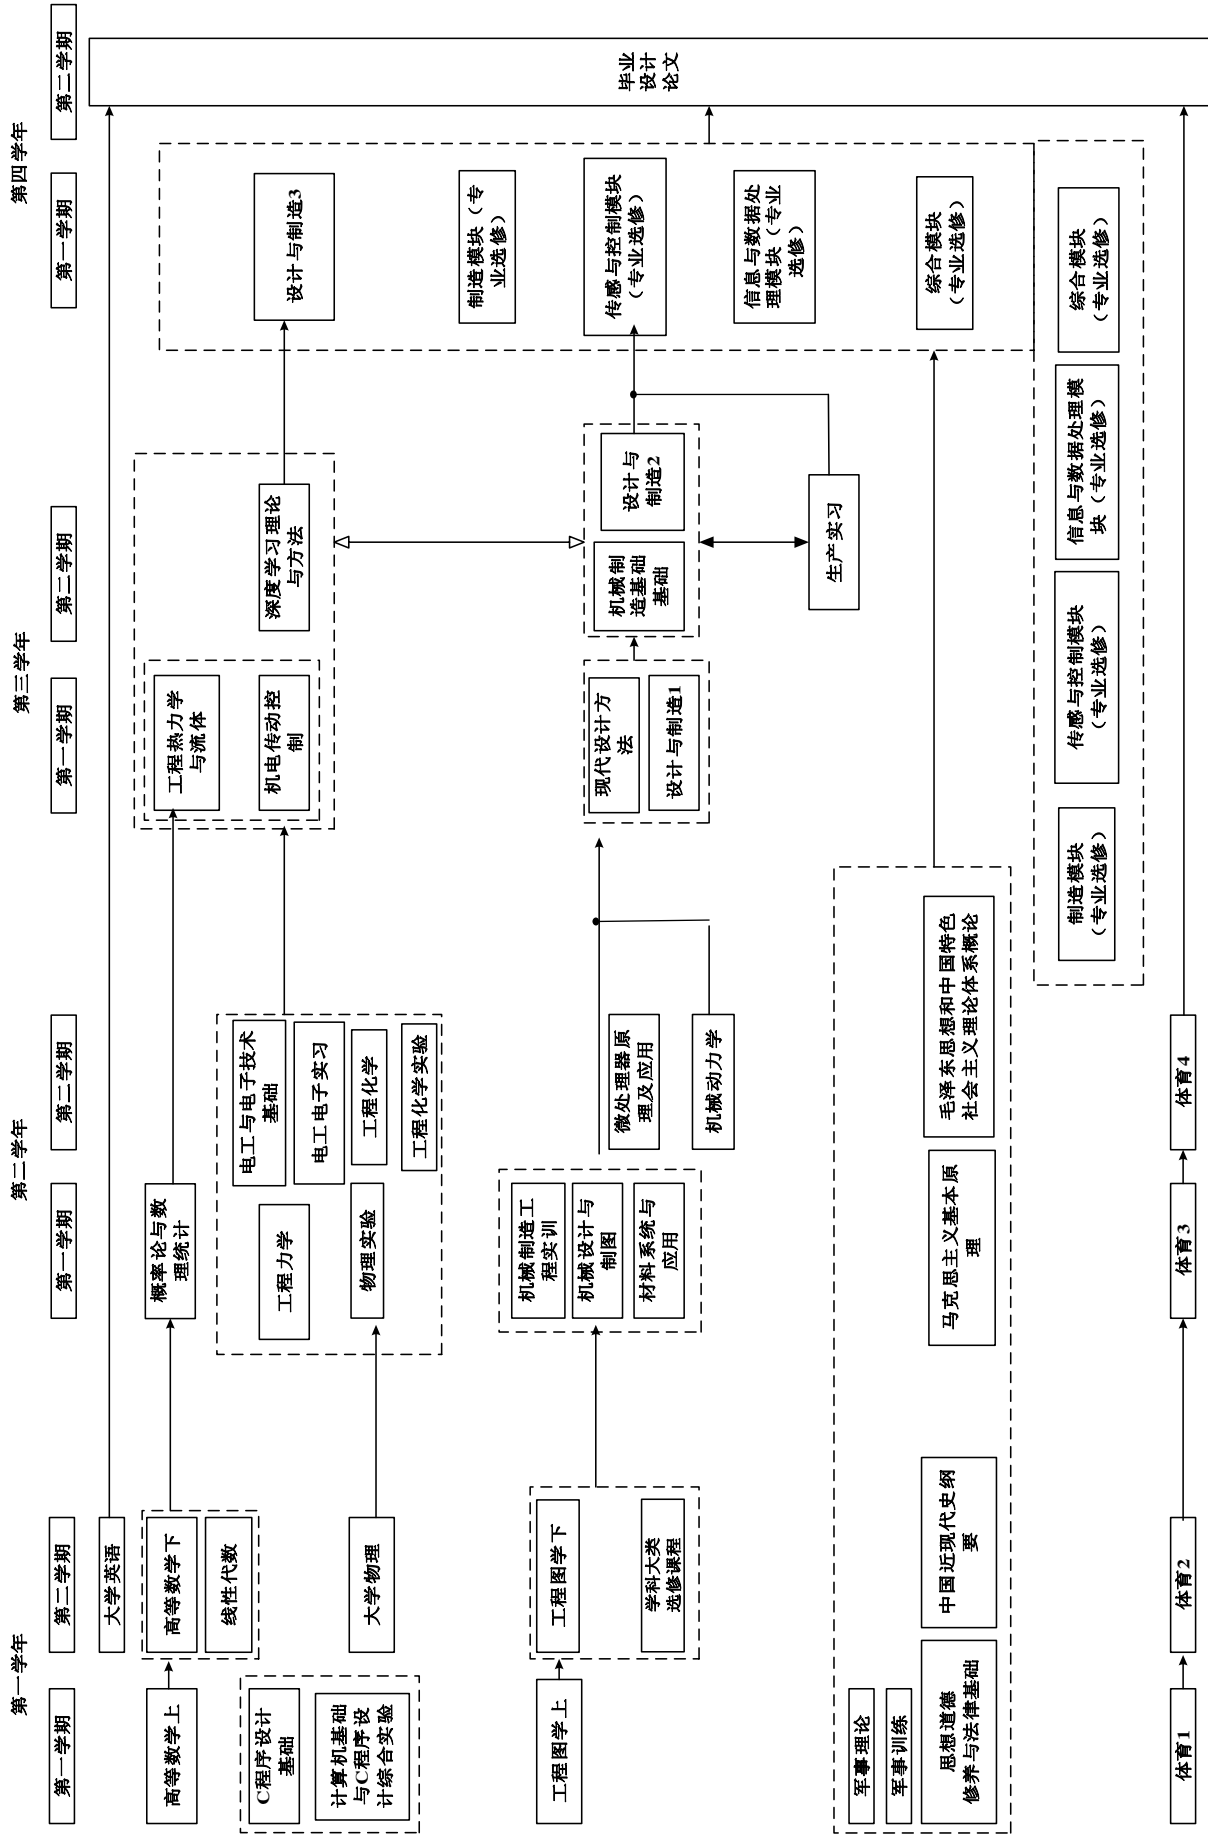 第一学年
第二学年
第三学年
第四学年
第一学期
第二学期
第一学期
第二学期
第一学期
第二学期
第一学期
第二学期
大学英语
高等数学上
高等数学下
线性代数
概率论与数
理统计
工程热力学
与流体
机电传动控
制
深度学习理论
与方法
设计与制造3
C程序设计
基础
计算机基础
与C程序设
计综合实验
大学物理
工程力学
物理实验
电工与电子技术
基础
电工电子实习
工程化学
工程化学实验
工程图学上
工程图学下
学科大类
选修课程
机械制造工
程实训
机械设计与
制图
材料系统与
应用
微处理器原
理及应用
机械动力学
现代设计方
法
设计与制造1
机械制
造基础
基础
设计与
制造2
生产实习
制造模块（专
业选修）
传感与控制模块
（专业选修）
信息与数据处
理模块（专业
选修）
综合模块
（专业选修）
毕业
设计
论文
军事理论
军事训练
思想道德
修养与法律基础
中国近现代史纲
要
马克思主义基本原
理
毛泽东思想和中国特色
社会主义理论体系概论
制造模块
（专业选修）
传感与控制模块
（专业选修）
信息与数据处理模
块（专业选修）
综合模块
（专业选修）
体育1
体育2
体育3
体育4